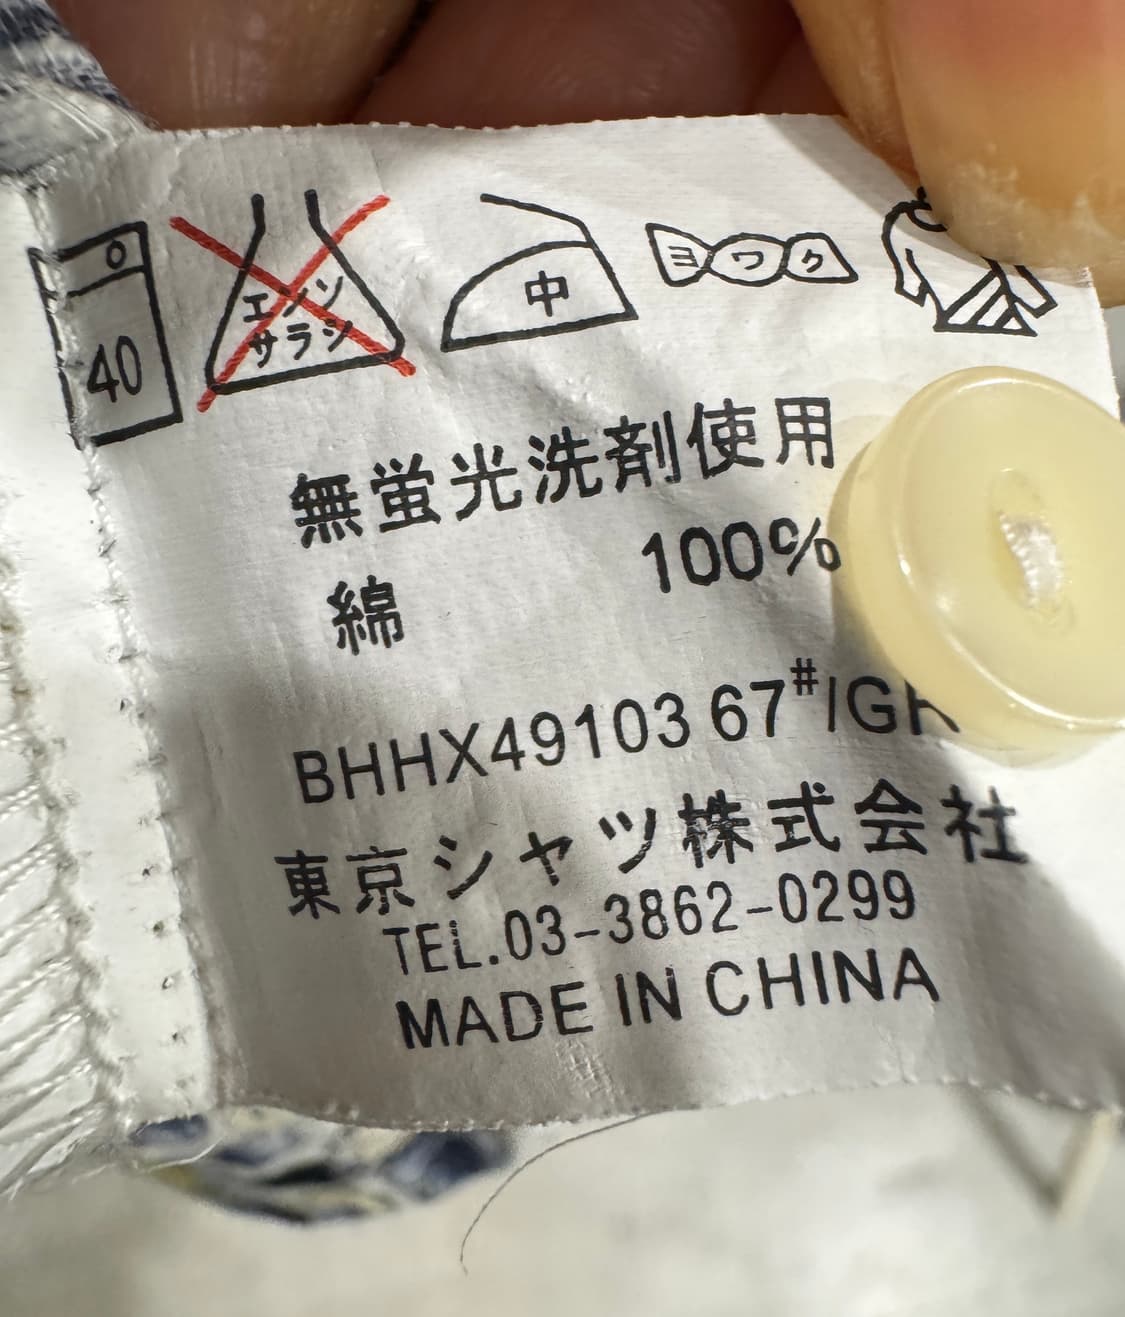 40
エンソ
サラシ
中
ヨワク
無蛍光洗剤使用
綿 100%
BHHX49103 67#/GR
東京シャツ株式会社
TEL.03-3862-0299
MADE IN CHINA